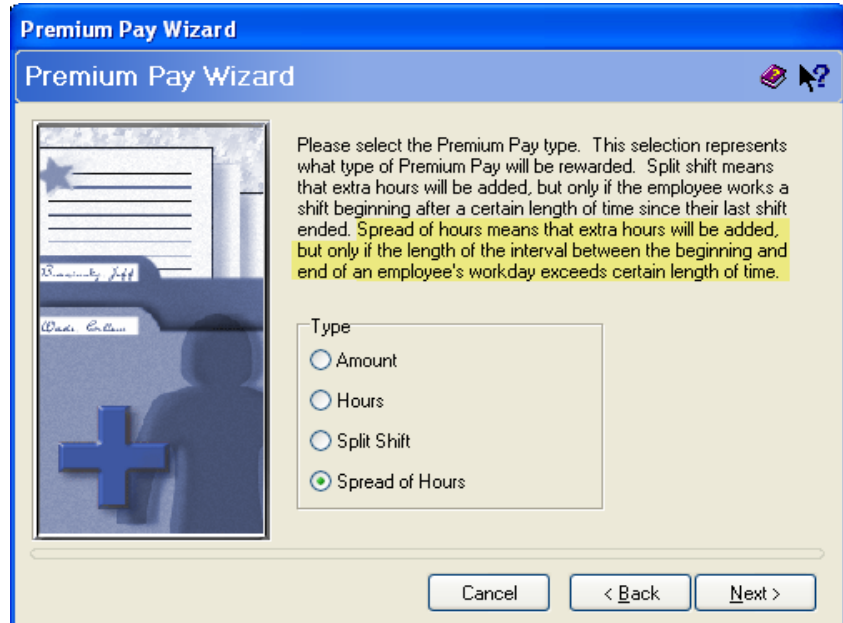 Premium Pay Wizard
Premium Pay Wizard
Please select the Premium Pay type. This selection represents
what type of Premium Pay will be rewarded. Split shift means
that extra hours will be added, but only if the employee works a
shift beginning after a certain length of time since their last shift
ended. Spread of hours means that extra hours will be added,
but only if the length of the interval between the beginning and
end of an employee's workday exceeds certain length of time.
Jeff
Wade,
Type
Amount
Hours
Split Shift
Spread of Hours
Cancel
< Back
Next >